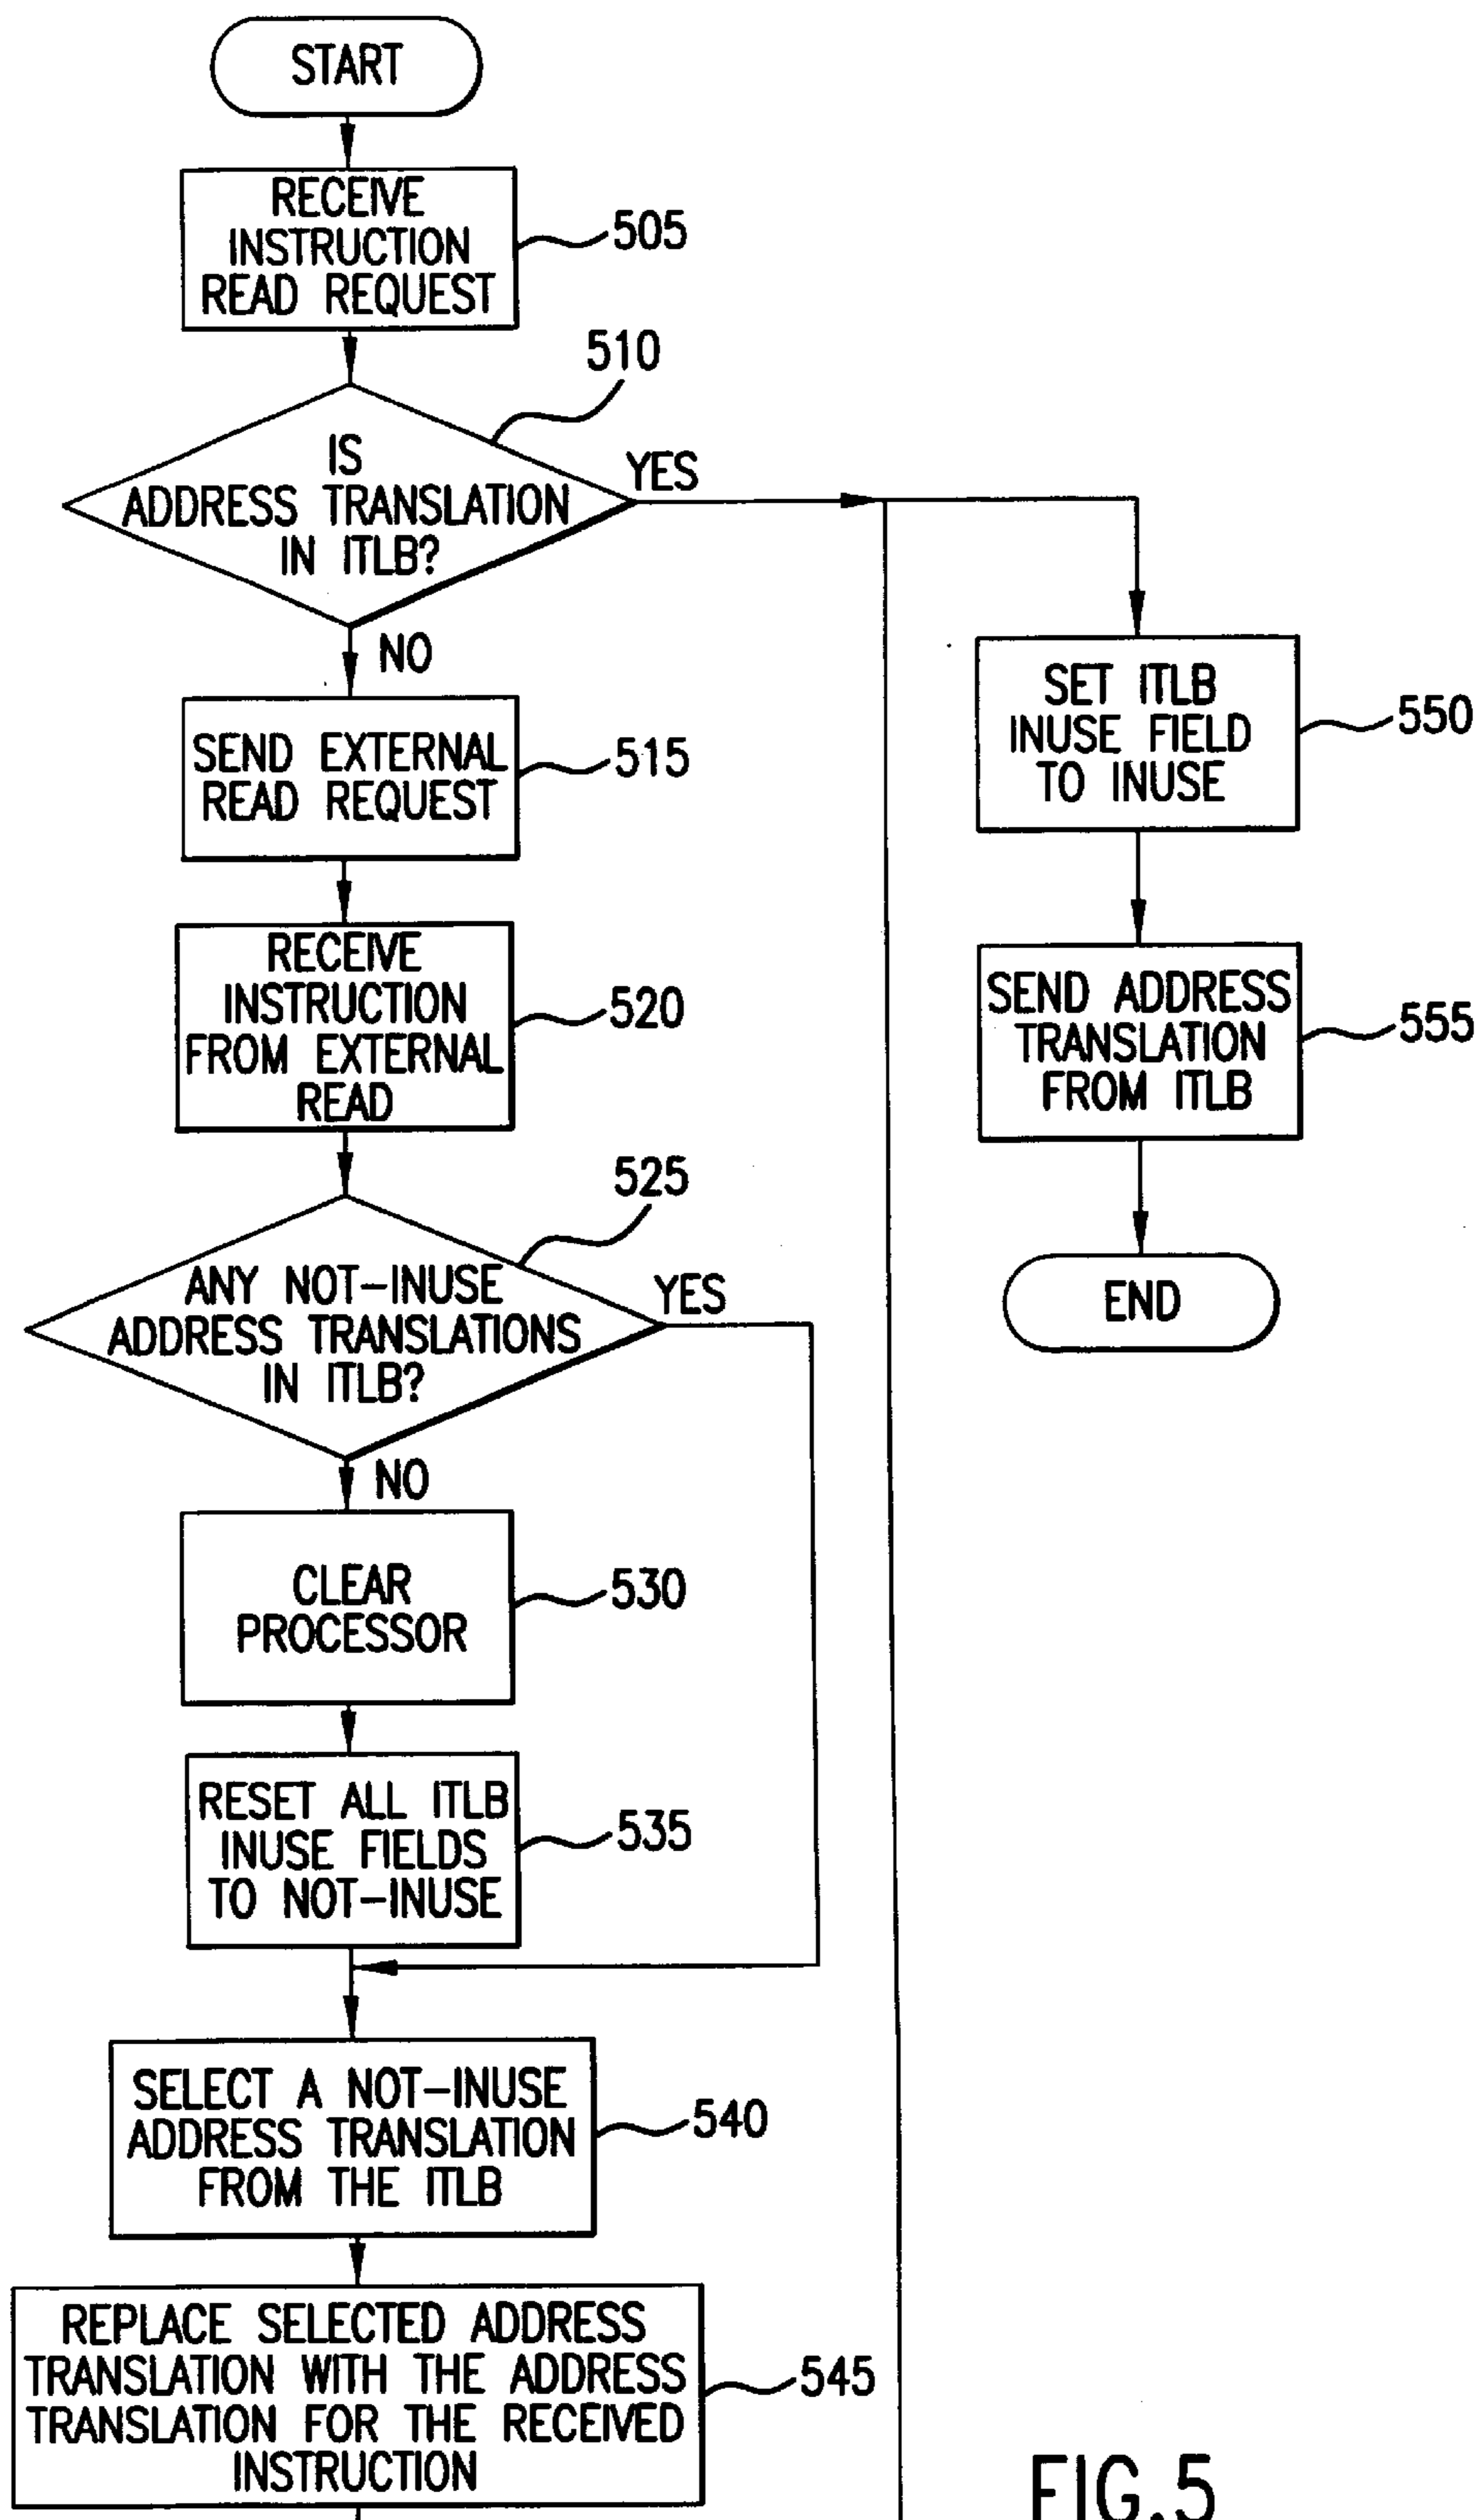 START
RECEIVE
INSTRUCTION
READ REQUEST
505
510
IS
ADDRESS TRANSLATION
IN ITLB?
YES
NO
SEND EXTERNAL
READ REQUEST
515
SET ITLB
INUSE FIELD
TO INUSE
550
RECEIVE
INSTRUCTION
FROM EXTERNAL
READ
520
SEND ADDRESS
TRANSLATION
FROM ITLB
555
525
ANY NOT-INUSE
ADDRESS TRANSLATIONS
IN ITLB?
YES
END
NO
CLEAR
PROCESSOR
530
RESET ALL ITLB
INUSE FIELDS
TO NOT-INUSE
535
SELECT A NOT-INUSE
ADDRESS TRANSLATION
FROM THE ITLB
540
REPLACE SELECTED ADDRESS
TRANSLATION WITH THE ADDRESS
TRANSLATION FOR THE RECEIVED
INSTRUCTION
545
FIG.5